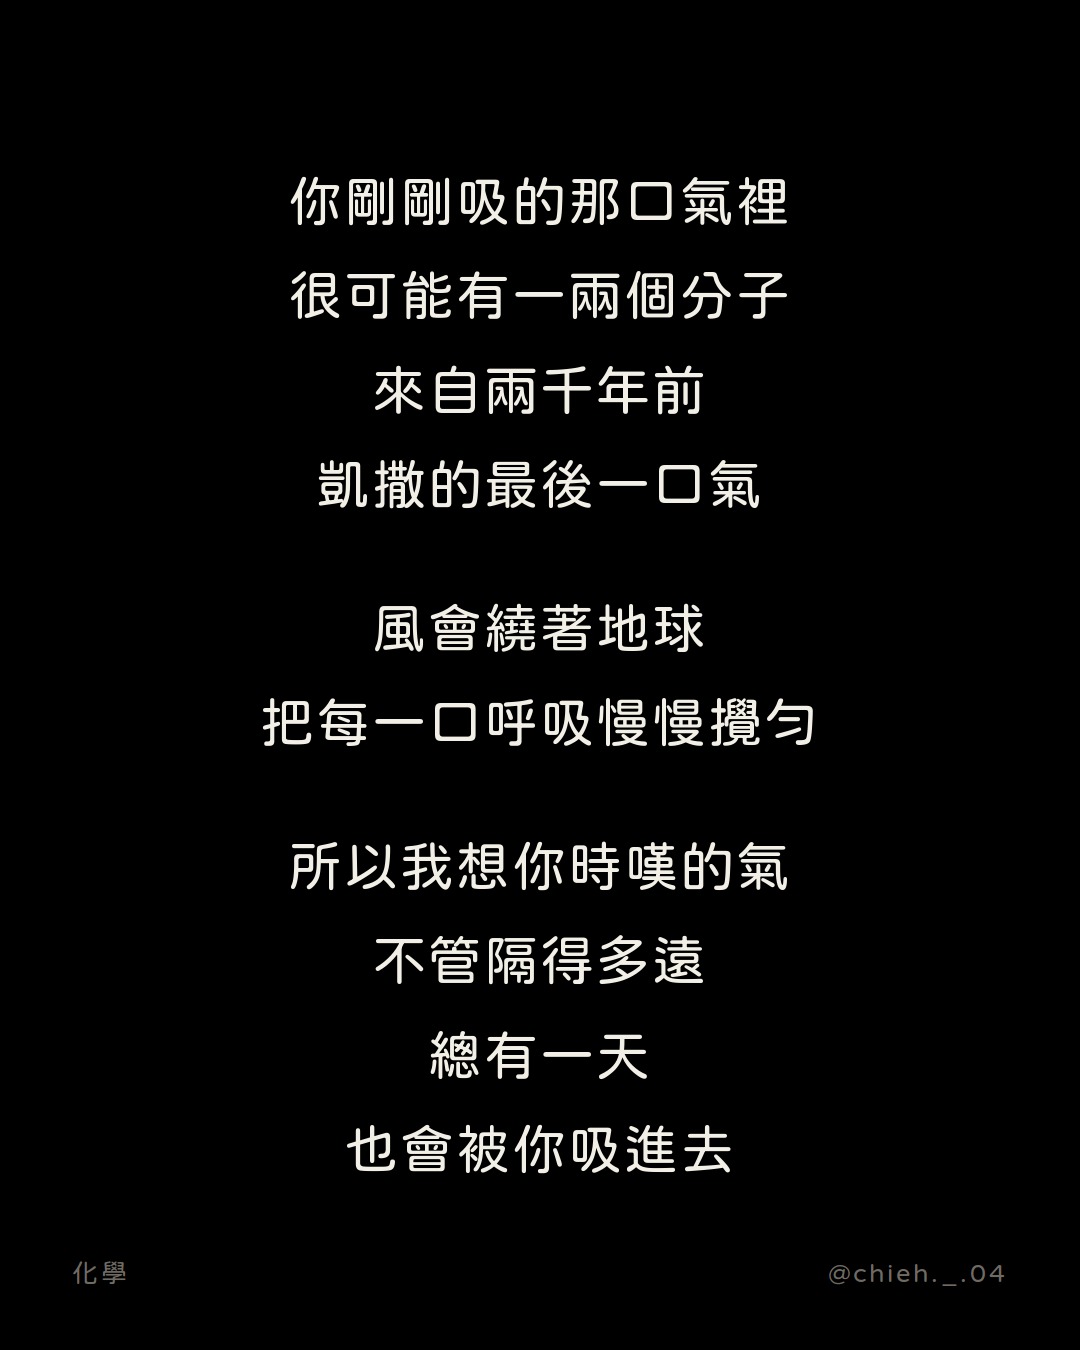 你剛剛吸的那口氣裡
很可能有一兩個分子
來自兩千年前
凱撒的最後一口氣
風會繞著地球
把每一口呼吸慢慢攪勻
所以我想你時嘆的氣
不管隔得多遠
總有一天
也會被你吸進去
化學
@chieh._.04